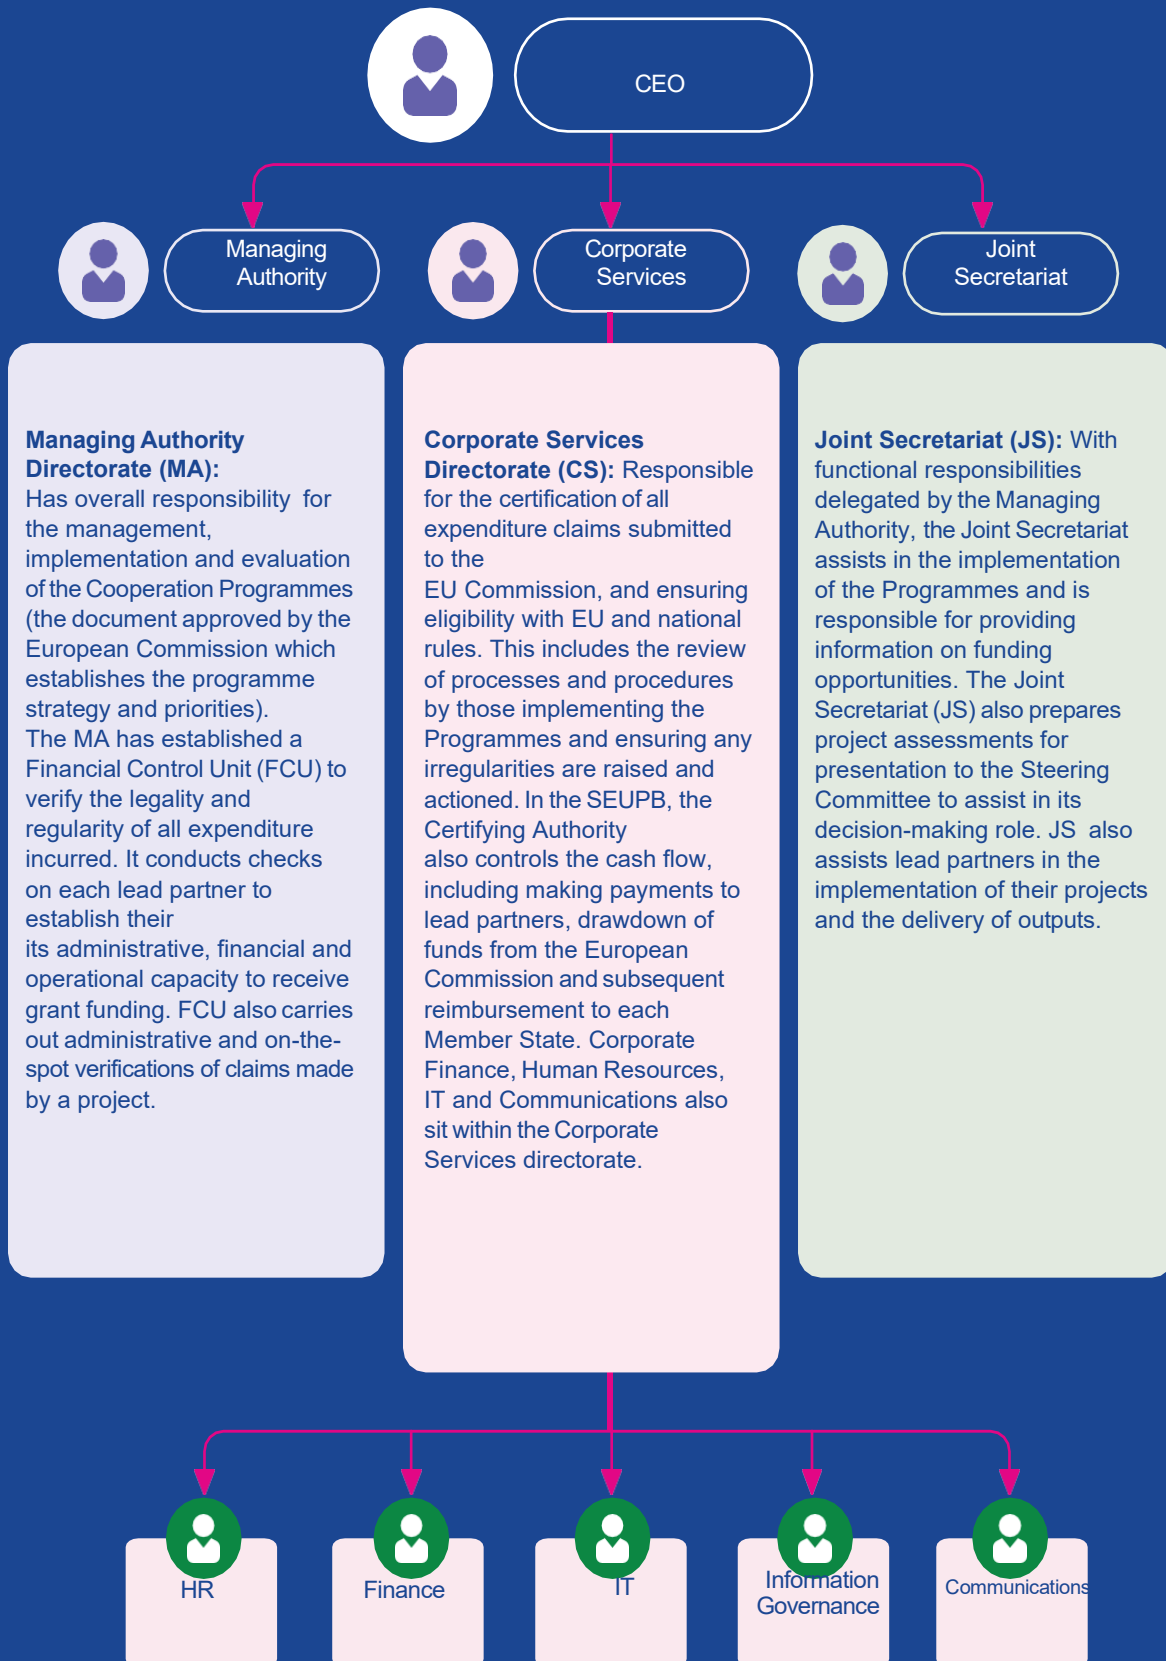 CEO
Managing
Authority
Corporate
Services
Joint
Secretariat
Managing Authority
Directorate (MA):
Has overall responsibility for
the management,
implementation and evaluation
of the Cooperation Programmes
(the document approved by the
European Commission which
establishes the programme
strategy and priorities).
The MA has established a
Financial Control Unit (FCU) to
verify the legality and
regularity of all expenditure
incurred. It conducts checks
on each lead partner to
establish their
its administrative, financial and
operational capacity to receive
grant funding. FCU also carries
out administrative and on-the-
spot verifications of claims made
by a project.
Corporate Services
Directorate (CS): Responsible
for the certification of all
expenditure claims submitted
to the
EU Commission, and ensuring
eligibility with EU and national
rules. This includes the review
of processes and procedures
by those implementing the
Programmes and ensuring any
irregularities are raised and
actioned. In the SEUPB, the
Certifying Authority
also controls the cash flow,
including making payments to
lead partners, drawdown of
funds from the European
Commission and subsequent
reimbursement to each
Member State. Corporate
Finance, Human Resources,
IT and Communications also
sit within the Corporate
Services directorate.
Joint Secretariat (JS): With
functional responsibilities
delegated by the Managing
Authority, the Joint Secretariat
assists in the implementation
of the Programmes and is
responsible for providing
information on funding
opportunities. The Joint
Secretariat (JS) also prepares
project assessments for
presentation to the Steering
Committee to assist in its
decision-making role. JS also
assists lead partners in the
implementation of their projects
and the delivery of outputs.
HR
Finance
IT
Information
Governance
Communications